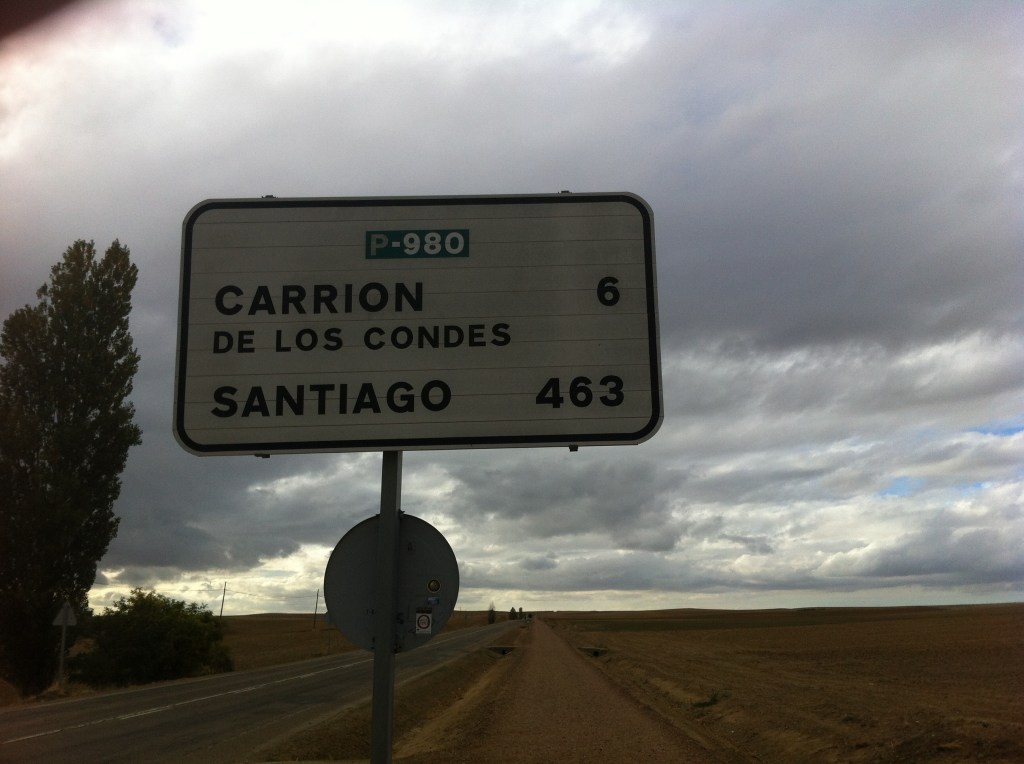 P-980
CARRION 6
DE LOS CONDES
SANTIAGO 463